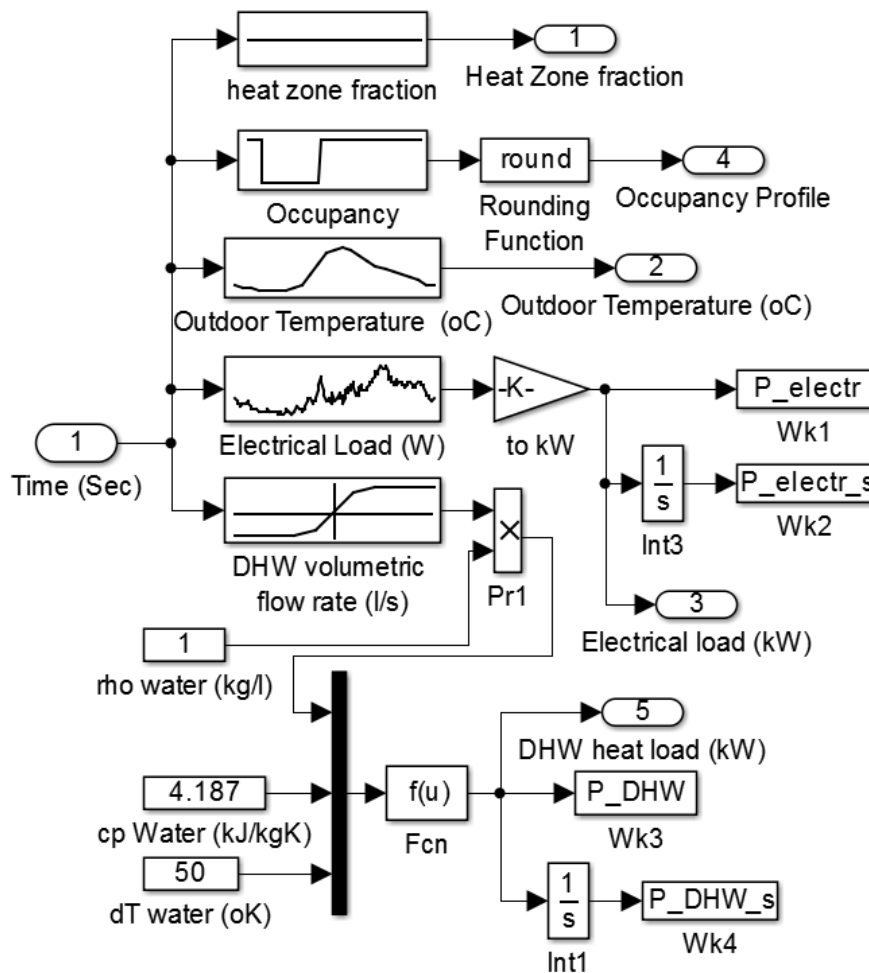 1
heat zone fraction
Heat Zone fraction
round
4
Occupancy
Rounding
Function
Occupancy Profile
2
Outdoor Temperature (oC)
Outdoor Temperature (oC)
-K-
P_electr
Wk1
1
Time (Sec)
Electrical Load (W)
to kW
1
s
P_electr_s
Int3
Wk2
DHW volumetric
flow rate (l/s)
×
Pr1
3
Electrical load (kW)
1
rho water (kg/l)
5
DHW heat load (kW)
4.187
cp Water (kJ/kgK)
f(u)
Fcn
P_DHW
Wk3
50
dT water (oK)
1
s
Int1
P_DHW_s
Wk4